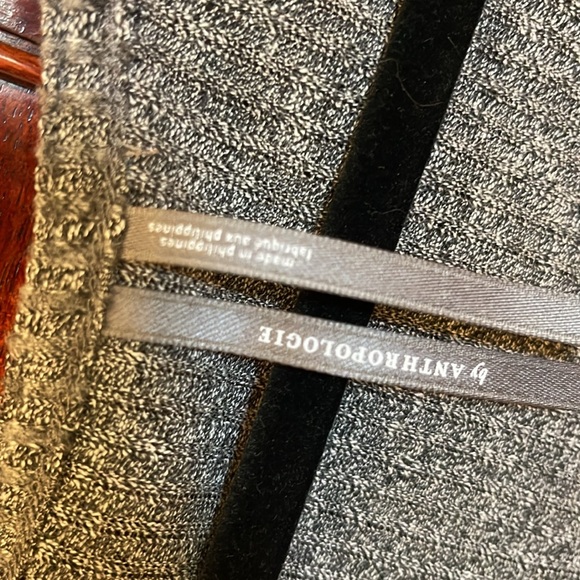 by ANTHROPOLOGIE
made in philippines
fabriqué aux philippines